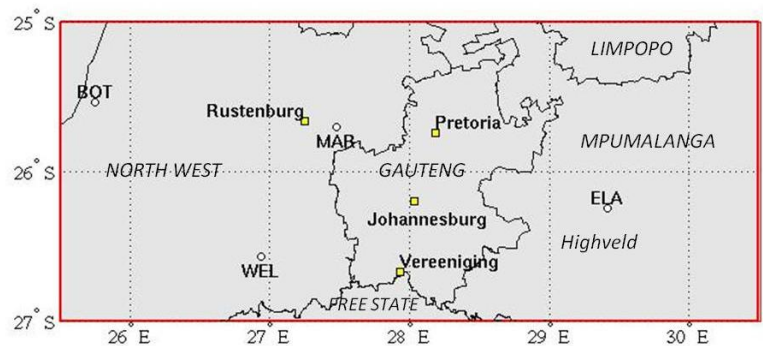 25° S
LIMPOPO
BOT
Rustenburg
Pretoria
MAR
MPUMALANGA
26° S
NORTH WEST
GAUTENG
ELA
Johannesburg
Highveld
WEL
Vereeniging
FREE STATE
27° S
26° E
27° E
28° E
29° E
30° E